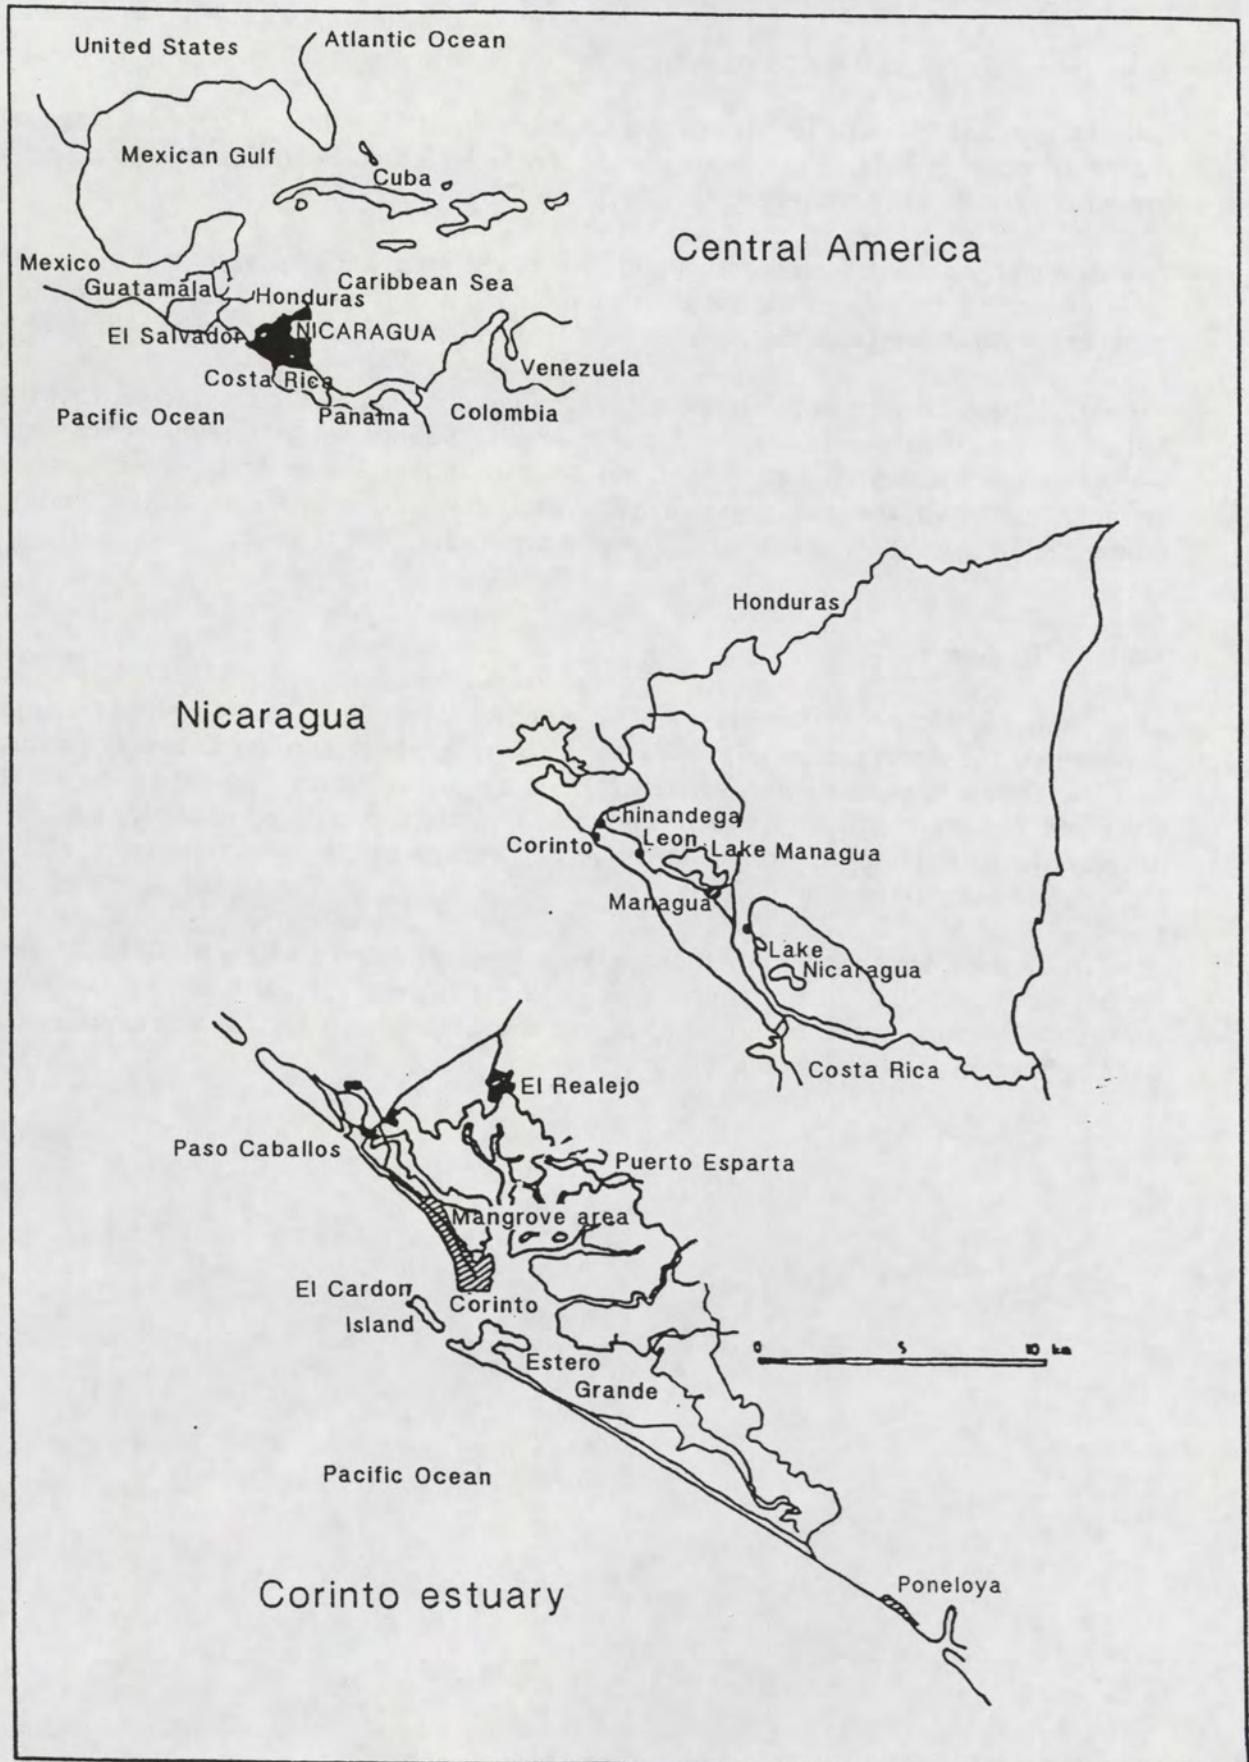 United States
Atlantic Ocean
Mexican Gulf
Cuba
Central America
Mexico
Guatamala
Honduras
Caribbean Sea
El Salvador
NICARAGUA
Costa Rica
Venezuela
Pacific Ocean
Panama
Colombia
Honduras
Nicaragua
Chinandega
Corinto
Leon
Lake Managua
Managua
Lake
Nicaragua
Costa Rica
El Realejo
Paso Caballos
Puerto Esparta
Mangrove area
El Cardon
Island
Corinto
Estero
Grande
0 5 10 km
Pacific Ocean
Poneloya
Corinto estuary